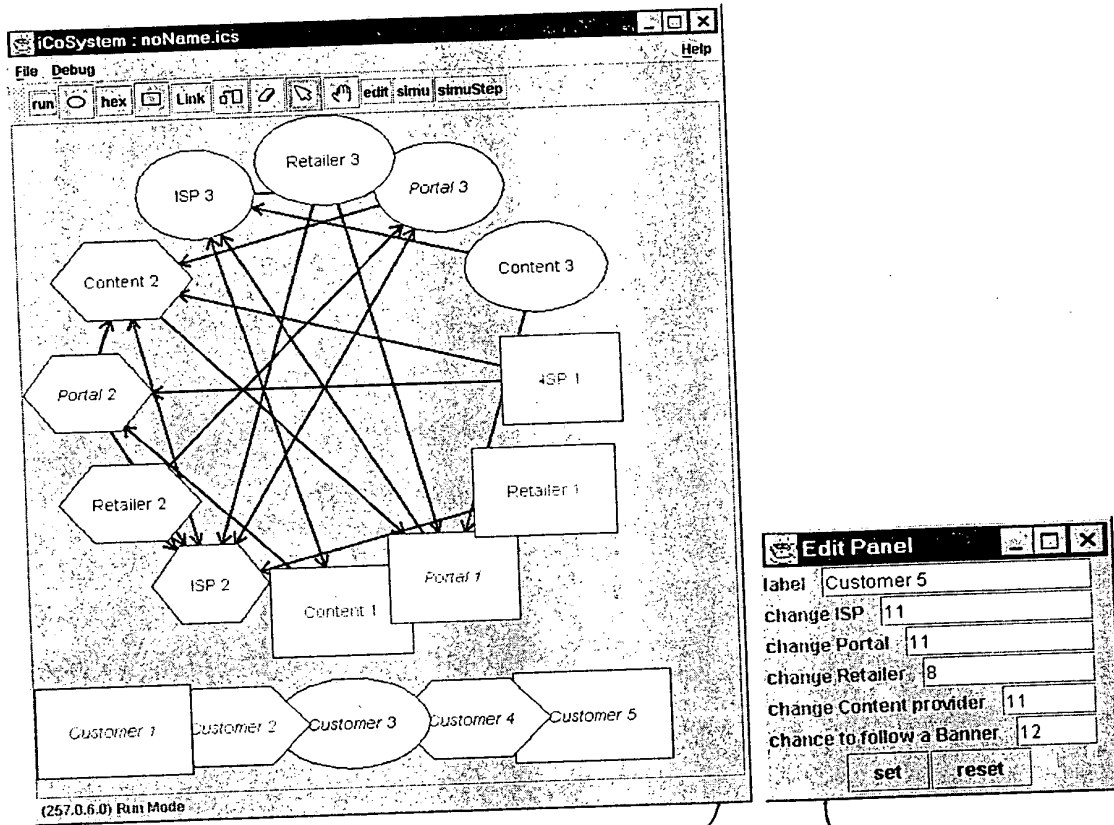 iCoSystem : noName.ics
File Debug Help
run hex Link edit simu simuStep
Retailer 3
ISP 3
Portal 3
Content 3
Content 2
ISP 1
Portal 2
Retailer 1
Retailer 2
Portal 1
ISP 2
Content 1
Customer 1 Customer 2 Customer 3 Customer 4 Customer 5
(257.0.6.0) Run Mode
Edit Panel
label Customer 5
change ISP 11
change Portal 11
change Retailer 8
change Content provider 11
chance to follow a Banner 12
set reset